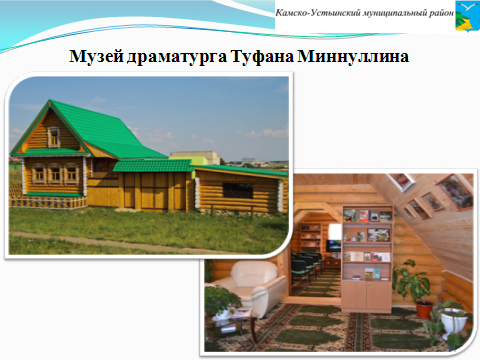 Камско-Устьинский муниципальный район
Музей драматурга Туфана Миннуллина